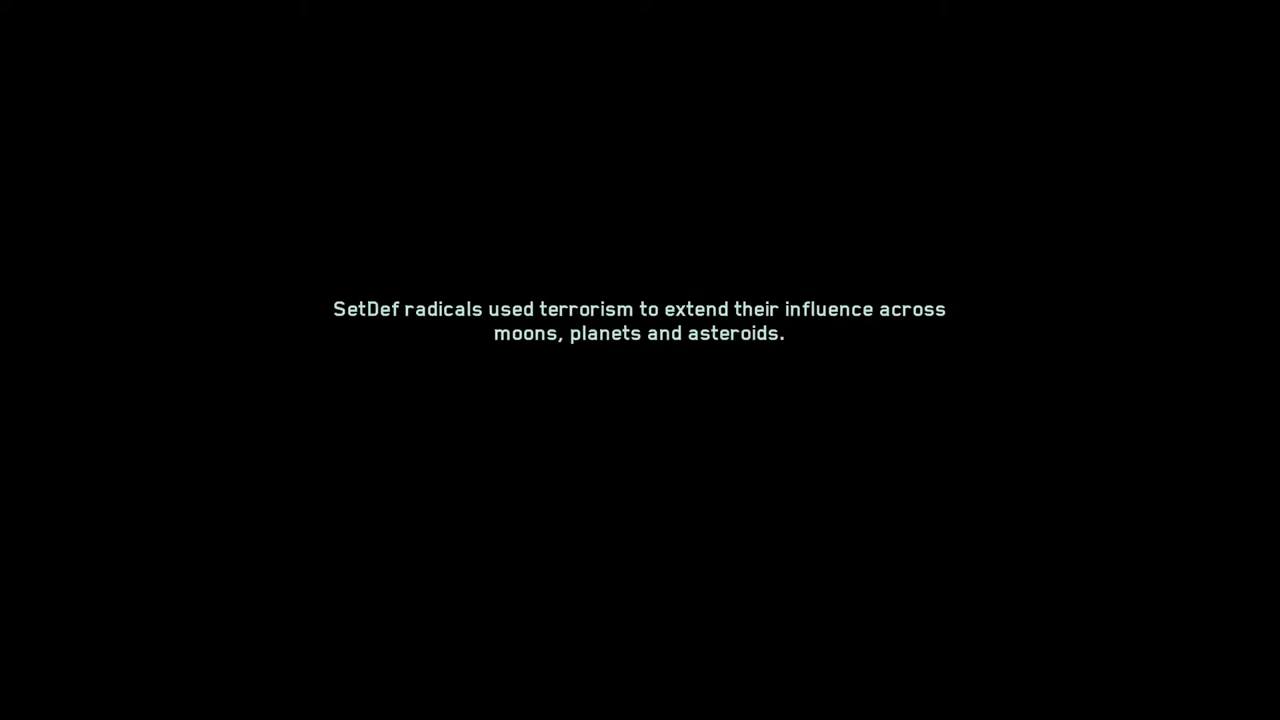 SetDef radicals used terrorism to extend their influence across
moons, planets and asteroids.